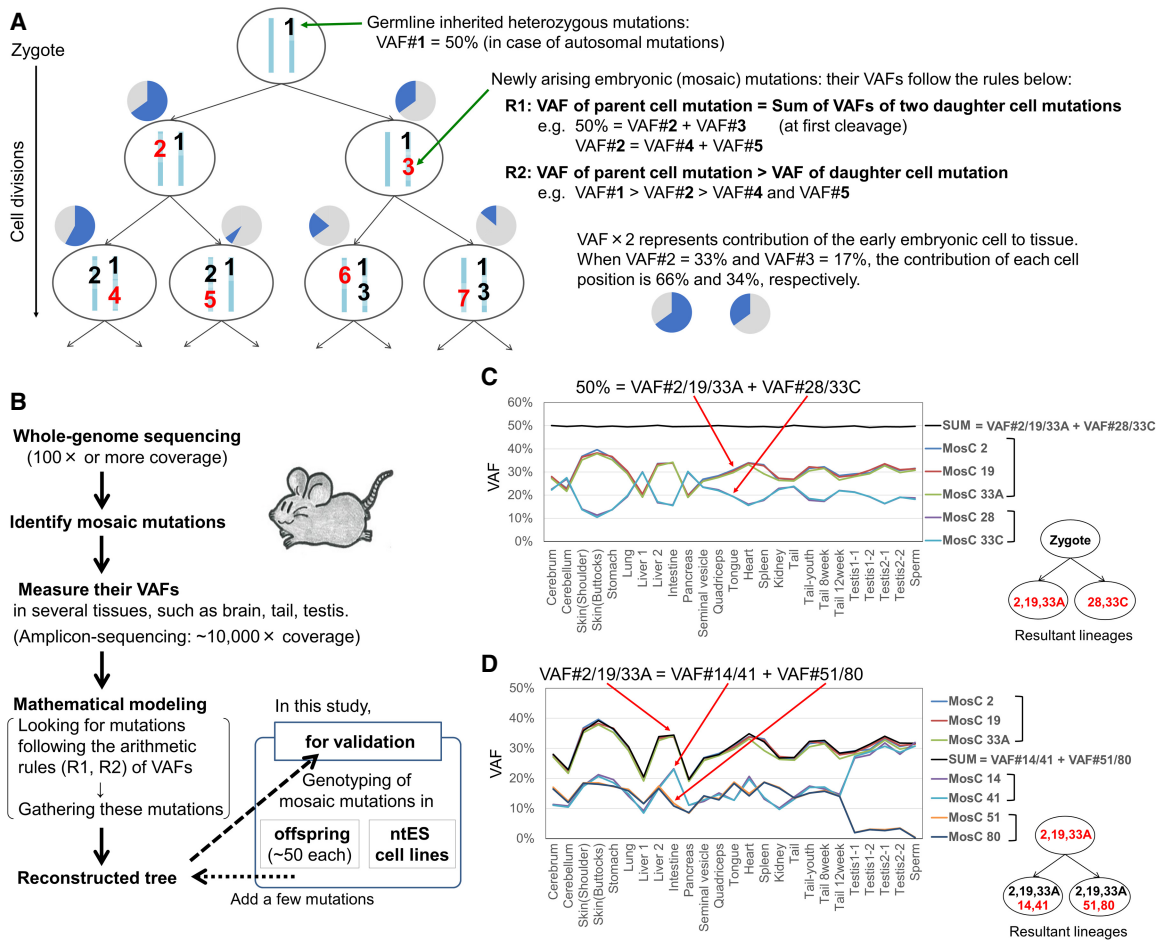 A
Zygote
Cell divisions
1
Germline inherited heterozygous mutations:
VAF#1 = 50% (in case of autosomal mutations)
Newly arising embryonic (mosaic) mutations: their VAFs follow the rules below:
R1: VAF of parent cell mutation = Sum of VAFs of two daughter cell mutations
e.g. 50% = VAF#2 + VAF#3 (at first cleavage)
VAF#2 = VAF#4 + VAF#5
R2: VAF of parent cell mutation > VAF of daughter cell mutation
e.g. VAF#1 > VAF#2 > VAF#4 and VAF#5
2 1
1
3
2 1
4
2 1
5
6 1
3
1
7 3
VAF × 2 represents contribution of the early embryonic cell to tissue.
When VAF#2 = 33% and VAF#3 = 17%, the contribution of each cell
position is 66% and 34%, respectively.
B
Whole-genome sequencing
(100× or more coverage)
Identify mosaic mutations
Measure their VAFs
in several tissues, such as brain, tail, testis.
(Amplicon-sequencing: ~10,000× coverage)
Mathematical modeling
Looking for mutations
following the arithmetic
rules (R1, R2) of VAFs
↓
Gathering these mutations
Reconstructed tree
In this study,
for validation
Genotyping of
mosaic mutations in
offspring
(~50 each)
ntES
cell lines
Add a few mutations
C
50% = VAF#2/19/33A + VAF#28/33C
VAF
60%
50%
40%
30%
20%
10%
0%
Cerebrum
Cerebellum
Skin(Shoulder)
Skin(Buttocks)
Stomach
Lung
Liver 1
Liver 2
Intestine
Pancreas
Seminal vesicle
Quadriceps
Tongue
Heart
Spleen
Kidney
Tail
Tail-youth
Tail 8week
Tail 12week
Testis1-1
Testis1-2
Testis2-1
Testis2-2
Sperm
SUM = VAF#2/19/33A + VAF#28/33C
MosC 2
MosC 19
MosC 33A
MosC 28
MosC 33C
Zygote
2,19,33A
28,33C
Resultant lineages
D
VAF#2/19/33A = VAF#14/41 + VAF#51/80
VAF
50%
40%
30%
20%
10%
0%
Cerebrum
Cerebellum
Skin(Shoulder)
Skin(Buttocks)
Stomach
Lung
Liver 1
Liver 2
Intestine
Pancreas
Seminal vesicle
Quadriceps
Tongue
Heart
Spleen
Kidney
Tail
Tail-youth
Tail 8week
Tail 12week
Testis1-1
Testis1-2
Testis2-1
Testis2-2
Sperm
MosC 2
MosC 19
MosC 33A
SUM = VAF#14/41 + VAF#51/80
MosC 14
MosC 41
MosC 51
MosC 80
2,19,33A
2,19,33A
14,41
2,19,33A
51,80
Resultant lineages